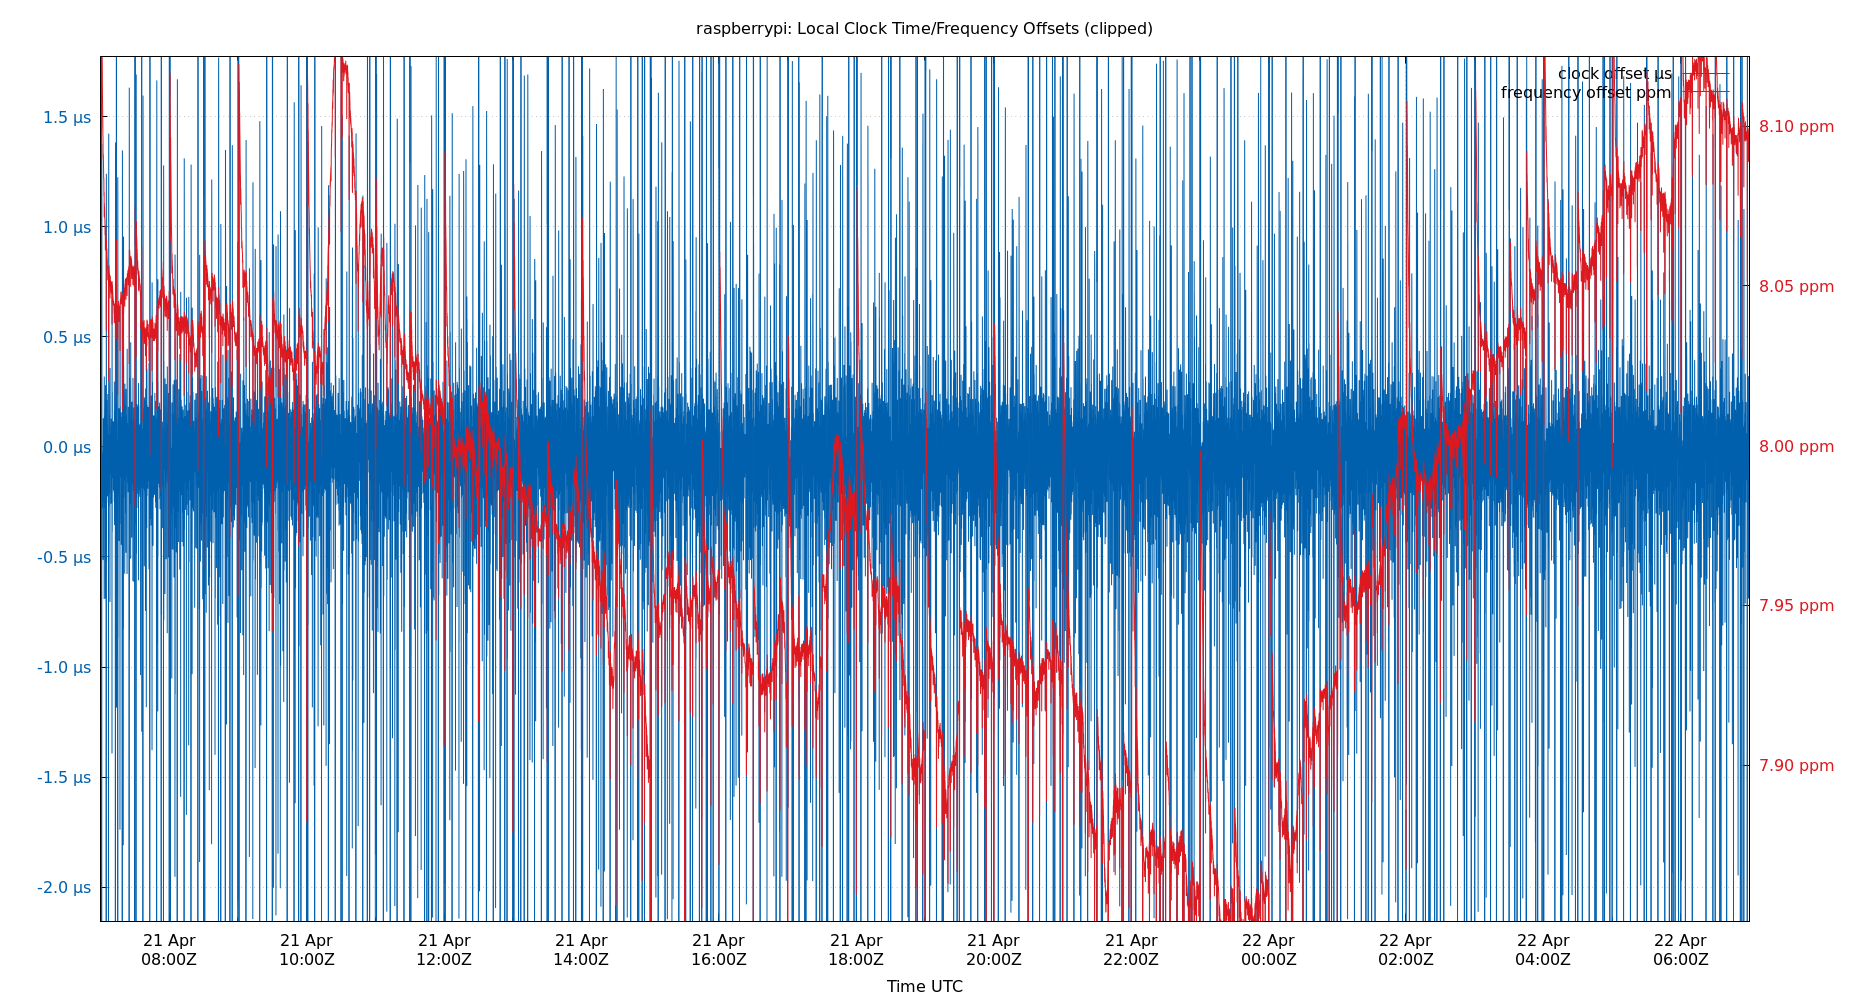 raspberrypi: Local Clock Time/Frequency Offsets (clipped)
clock offset µs
frequency offset ppm
1.5 µs
1.0 µs
0.5 µs
0.0 µs
-0.5 µs
-1.0 µs
-1.5 µs
-2.0 µs
8.10 ppm
8.05 ppm
8.00 ppm
7.95 ppm
7.90 ppm
21 Apr 21 Apr 21 Apr 21 Apr 21 Apr 21 Apr 21 Apr 21 Apr 22 Apr 22 Apr 22 Apr 22 Apr
08:00Z 10:00Z 12:00Z 14:00Z 16:00Z 18:00Z 20:00Z 22:00Z 00:00Z 02:00Z 04:00Z 06:00Z
Time UTC